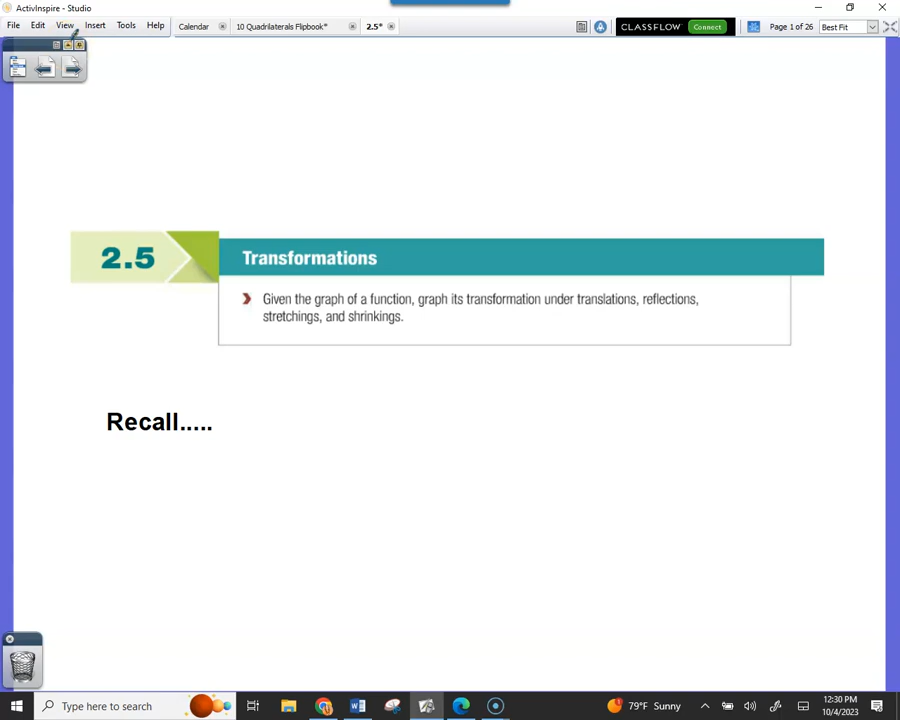 ActivInspire - Studio
File Edit View Insert Tools Help
Calendar
10 Quadrilaterals Flipbook*
2.5*
CLASSFLOW Connect
Page 1 of 26
Best Fit
2.5 Transformations
Given the graph of a function, graph its transformation under translations, reflections,
stretchings, and shrinkings.
Recall.....
Type here to search
79°F Sunny
12:30 PM
10/4/2023